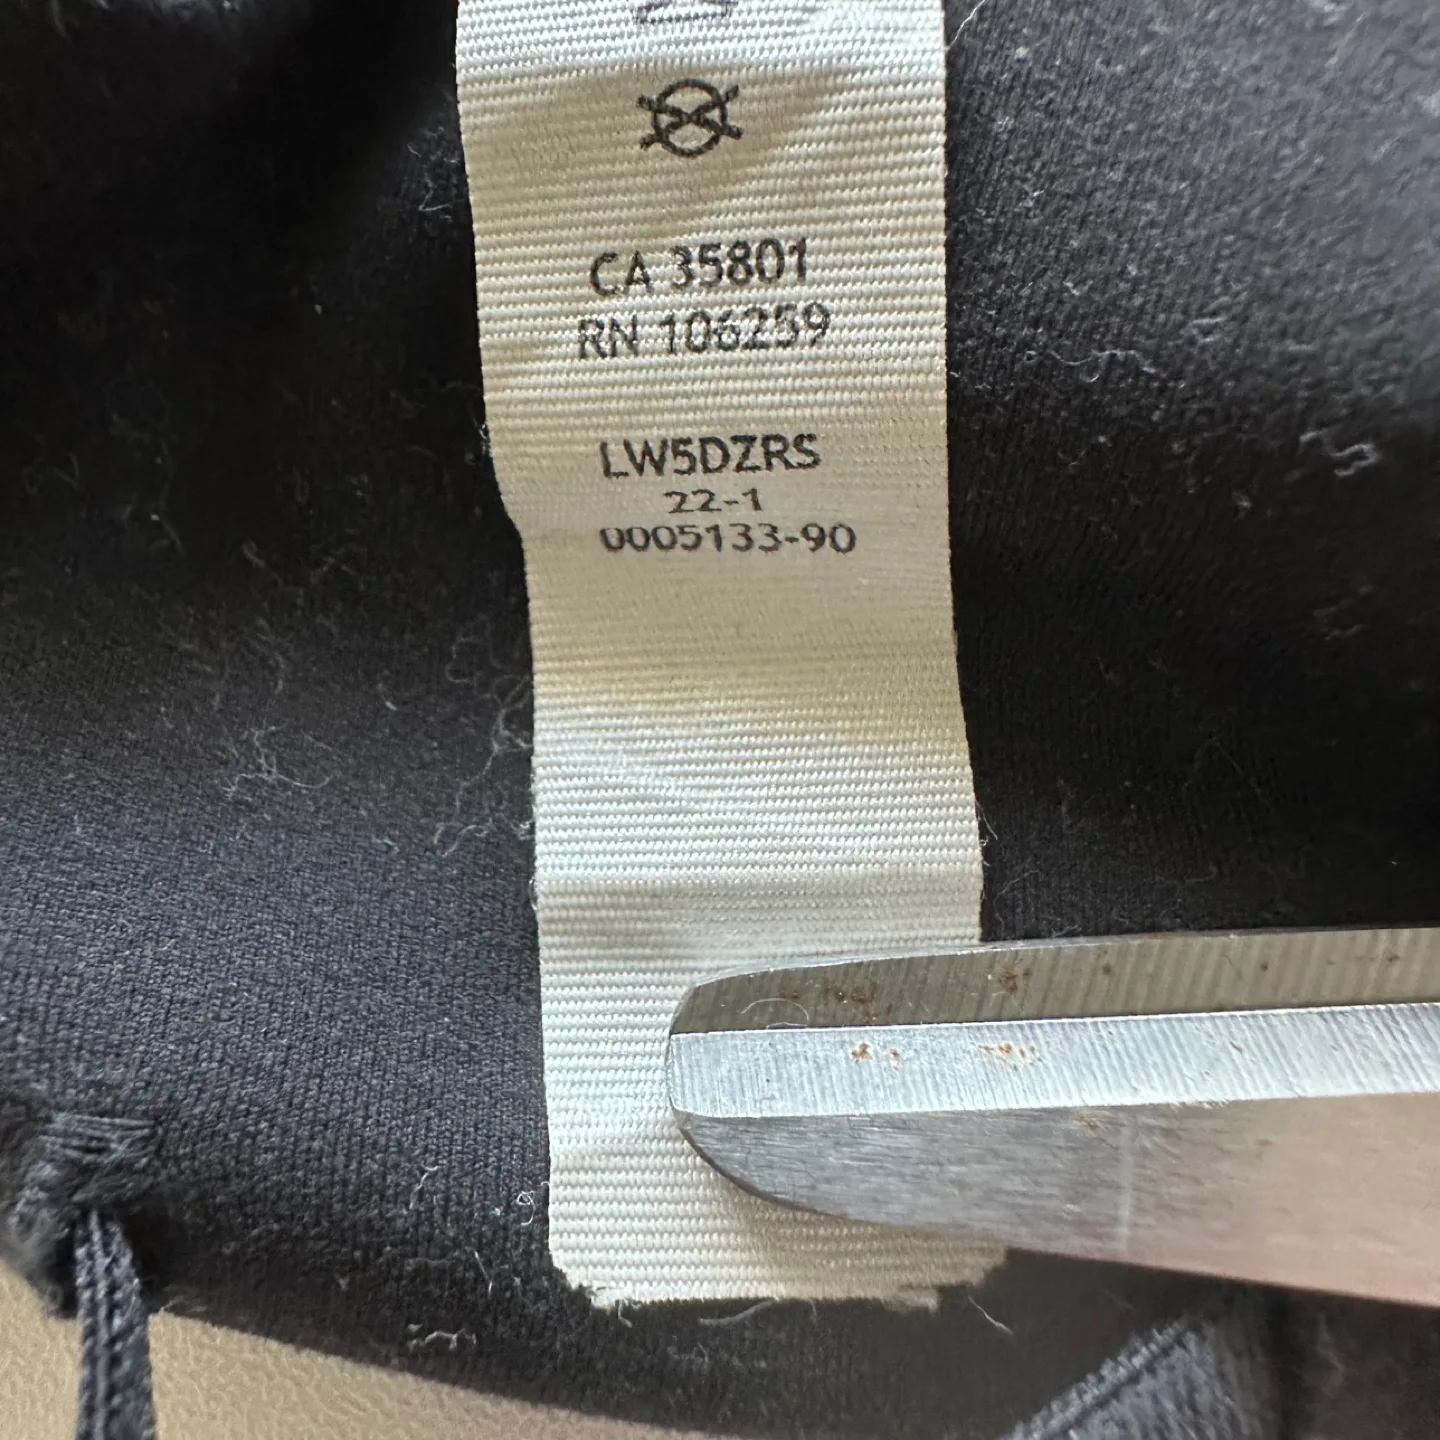 CA 35801
RN 106259
LW5DZRS
22-1
0005133-90